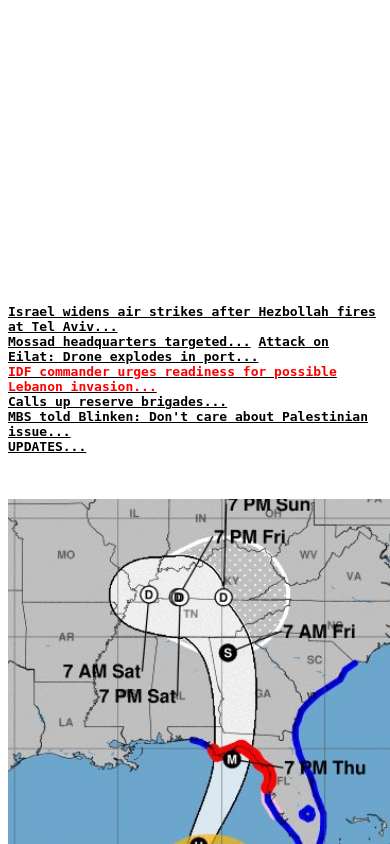 Israel widens air strikes after Hezbollah fires
at Tel Aviv...
Mossad headquarters targeted... Attack on
Eilat: Drone explodes in port...
IDF commander urges readiness for possible
Lebanon invasion...
Calls up reserve brigades...
MBS told Blinken: Don't care about Palestinian
issue...
UPDATES...
7 PM Sun
IL
IN
OH
7 PM Fri
MO
WV
KY
VA
D
D
D
TN
NC
AR
7 AM Fri
S
SC
7 AM Sat
7 PM Sat
AL
GA
LA
M
7 PM Thu
FL